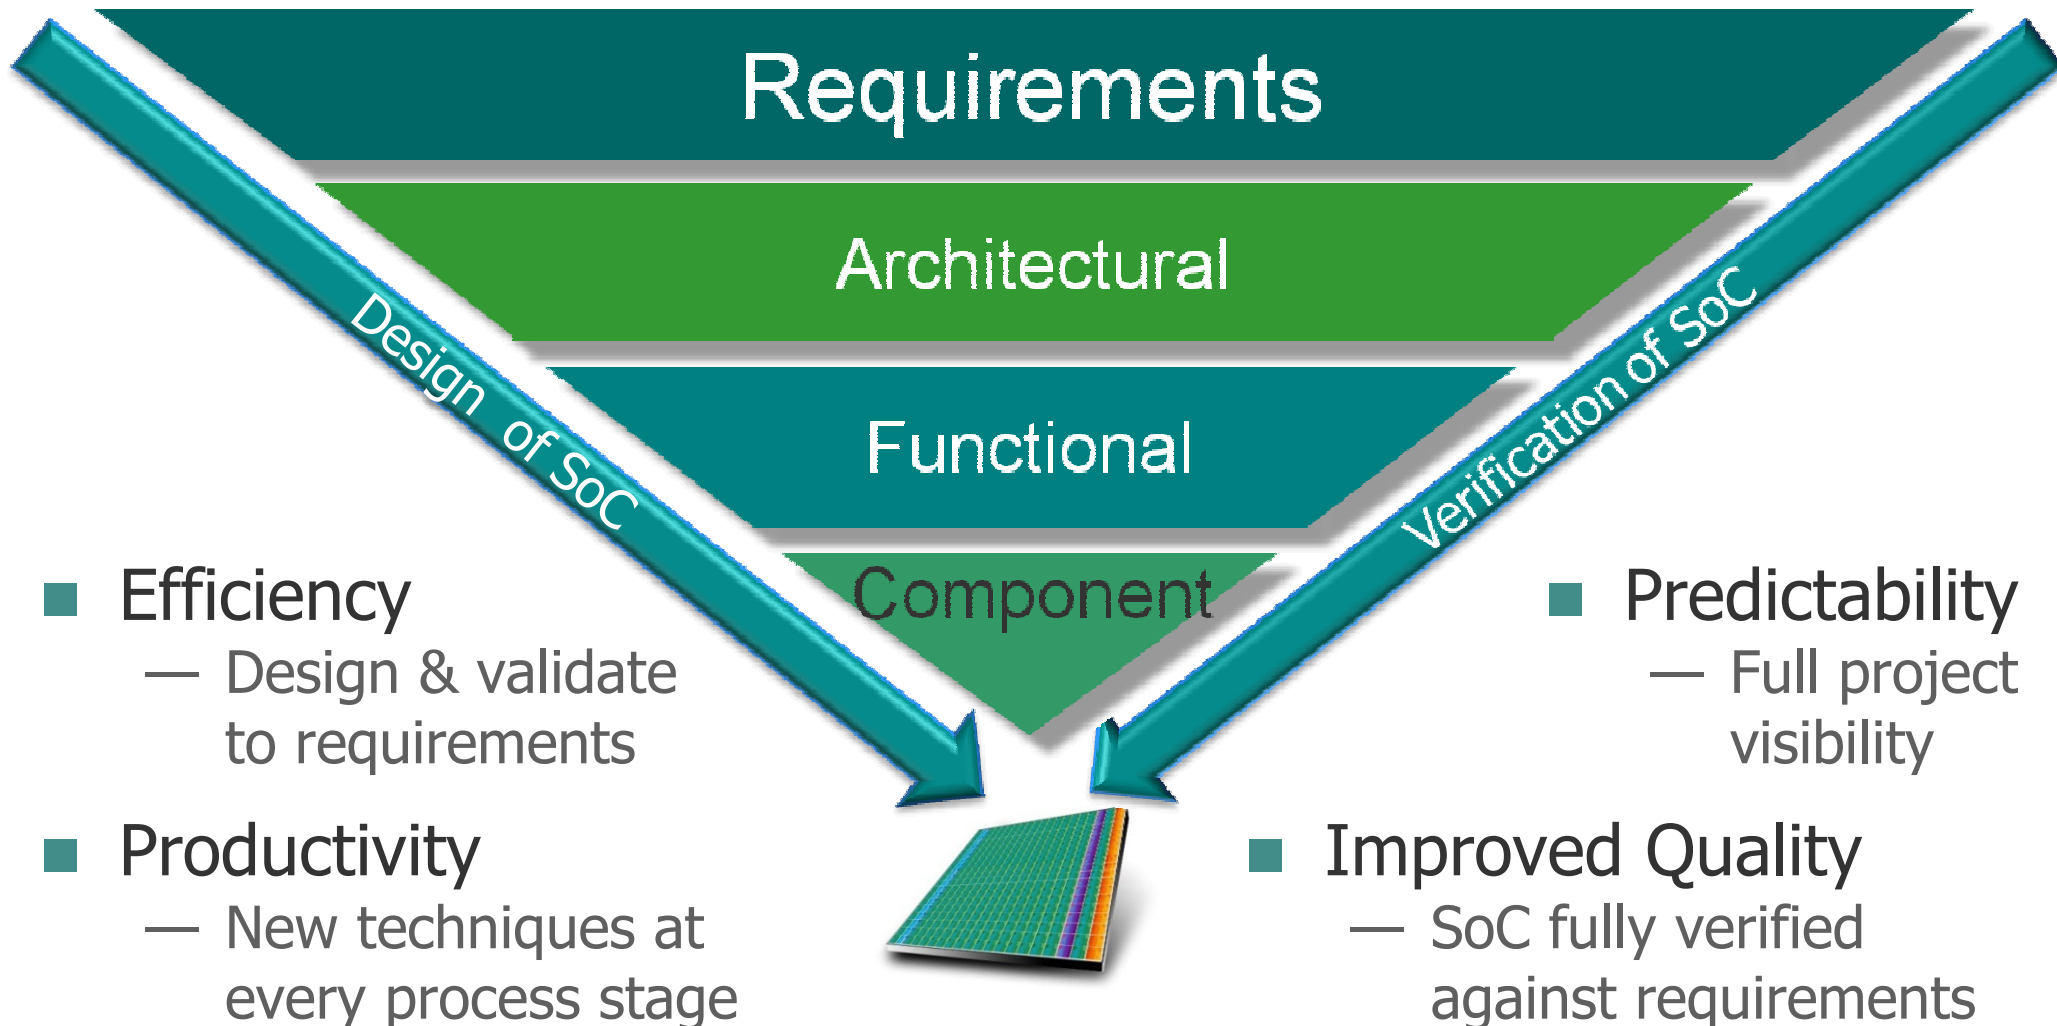 Requirements
Architectural
Functional
Component
Design of SoC
Verification of SoC
Efficiency
— Design & validate
to requirements
Productivity
— New techniques at
every process stage
Predictability
— Full project
visibility
Improved Quality
— SoC fully verified
against requirements